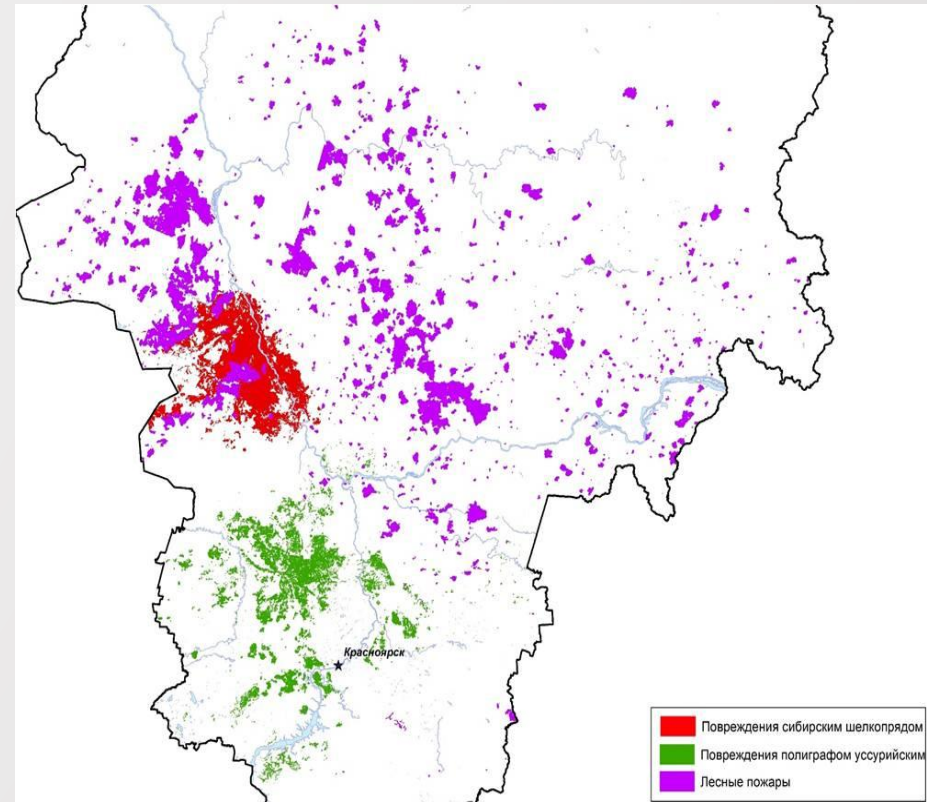 Красноярск
Повреждения сибирским шелкопрядом
Повреждения полиграфом уссурийским
Лесные пожары